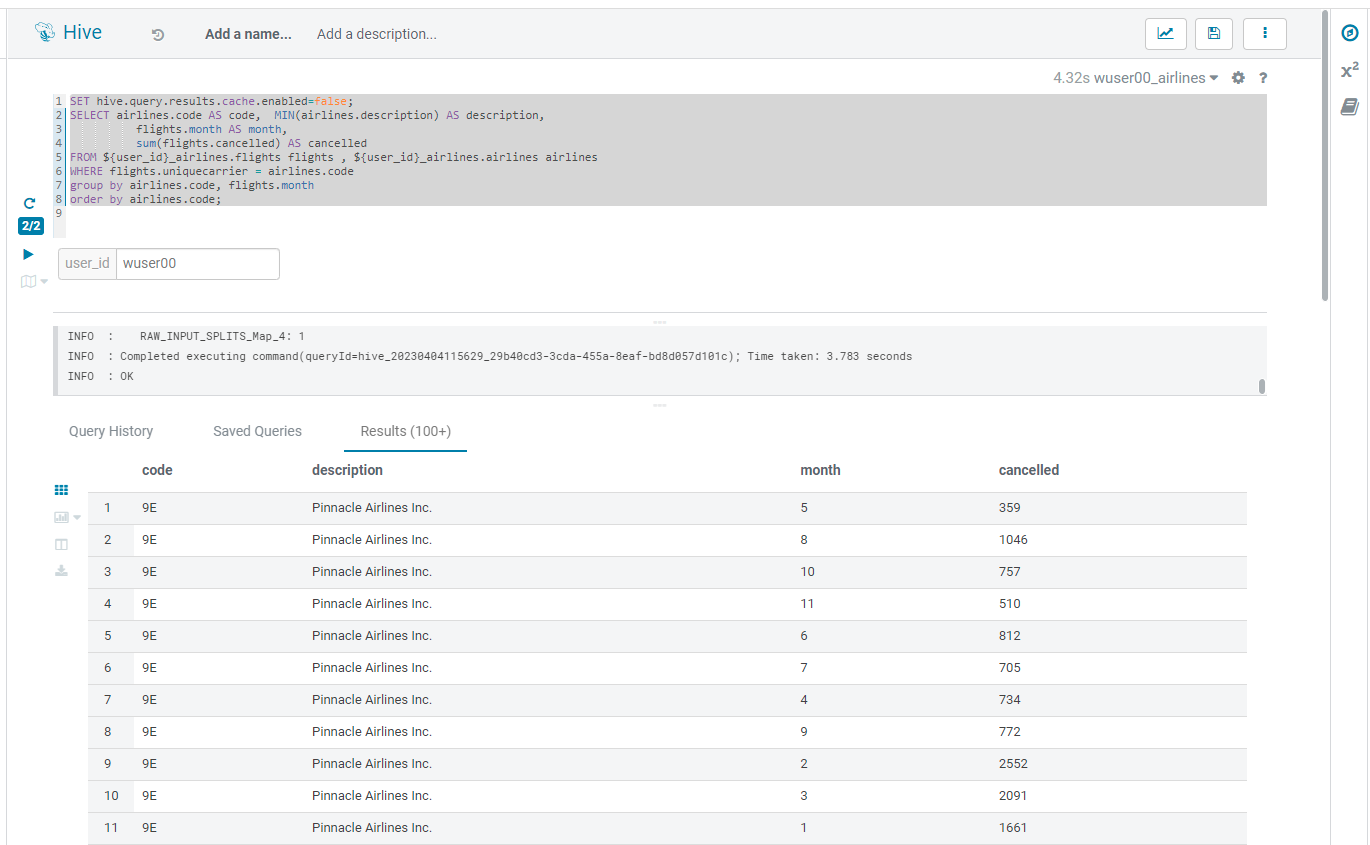 Hive Add a name... Add a description...
4.32s wuser00_airlines ?
x²
1 SET hive.query.results.cache.enabled=false;
2 SELECT airlines.code AS code,  MIN(airlines.description) AS description,
3 flights.month AS month,
4 sum(flights.cancelled) AS cancelled
5 FROM ${user_id}_airlines.flights flights , ${user_id}_airlines.airlines airlines
6 WHERE flights.uniquecarrier = airlines.code
7 group by airlines.code, flights.month
8 order by airlines.code;
9
2/2
user_id wuser00
INFO  :    RAW_INPUT_SPLITS_Map_4: 1
INFO  : Completed executing command(queryId=hive_20230404115629_29b40cd3-3cda-455a-8eaf-bd8d057d101c); Time taken: 3.783 seconds
INFO  : OK
Query History Saved Queries Results (100+)
code description month cancelled
1 9E Pinnacle Airlines Inc. 5 359
2 9E Pinnacle Airlines Inc. 8 1046
3 9E Pinnacle Airlines Inc. 10 757
4 9E Pinnacle Airlines Inc. 11 510
5 9E Pinnacle Airlines Inc. 6 812
6 9E Pinnacle Airlines Inc. 7 705
7 9E Pinnacle Airlines Inc. 4 734
8 9E Pinnacle Airlines Inc. 9 772
9 9E Pinnacle Airlines Inc. 2 2552
10 9E Pinnacle Airlines Inc. 3 2091
11 9E Pinnacle Airlines Inc. 1 1661